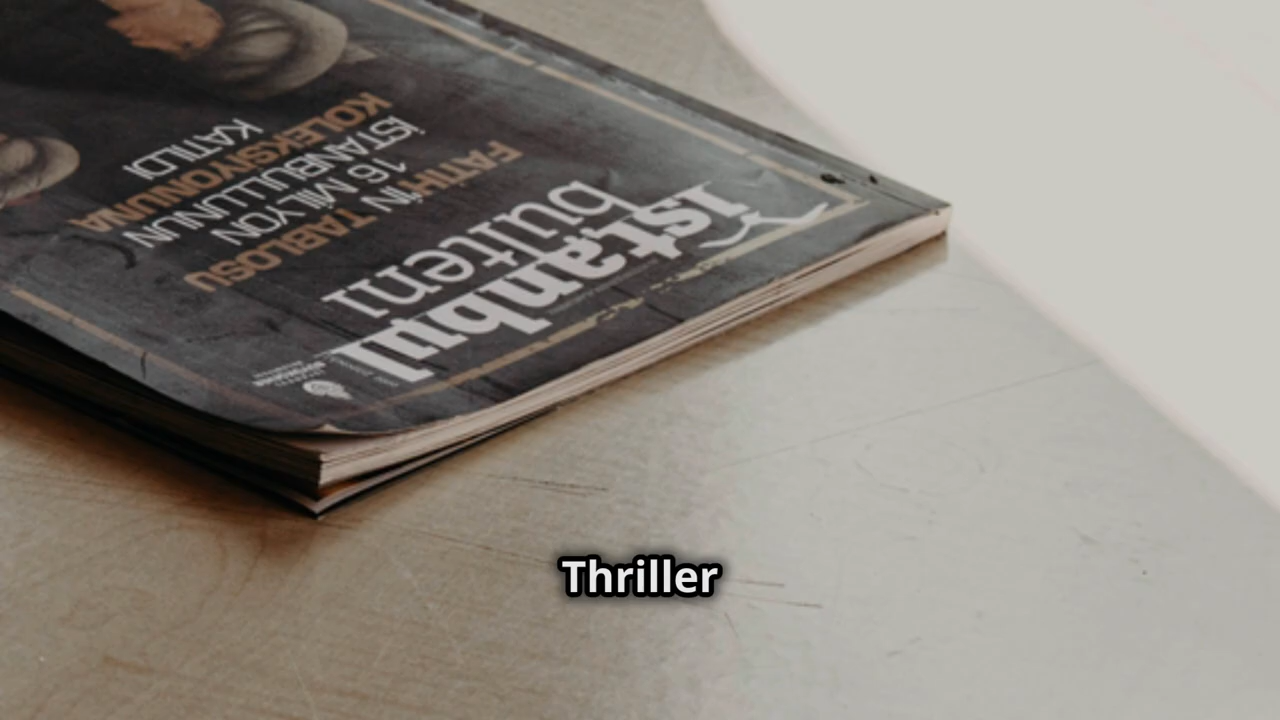 istanbul
bülteni
FATİH'İN TABLOSU
16 MİLYON
İSTANBULLUNUN
KOLEKSİYONUNA
KATILDI
Thriller